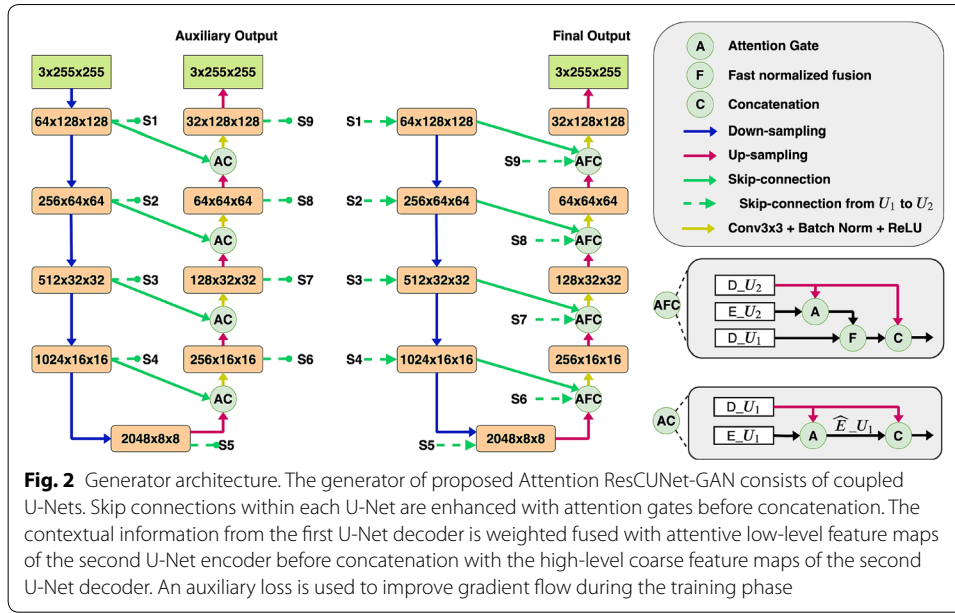 Auxiliary Output
Final Output
3x255x255
3x255x255
3x255x255
64x128x128
S1
32x128x128
S9
S1
64x128x128
32x128x128
AC
S9
AFC
256x64x64
S2
64x64x64
S8
S2
256x64x64
64x64x64
AC
S8
AFC
512x32x32
S3
128x32x32
S7
S3
512x32x32
128x32x32
AC
S7
AFC
1024x16x16
S4
256x16x16
S6
S4
1024x16x16
256x16x16
AC
S6
AFC
2048x8x8
S5
S5
2048x8x8
A Attention Gate
F Fast normalized fusion
C Concatenation
Down-sampling
Up-sampling
Skip-connection
Skip-connection from U₁ to U₂
Conv3x3 + Batch Norm + ReLU
AFC
D_U₂
E_U₂
A
D_U₁
F
C
AC
D_U₁
E_U₁
A
Ê_U₁
C
Fig. 2 Generator architecture. The generator of proposed Attention ResCUNet-GAN consists of coupled
U-Nets. Skip connections within each U-Net are enhanced with attention gates before concatenation. The
contextual information from the first U-Net decoder is weighted fused with attentive low-level feature maps
of the second U-Net encoder before concatenation with the high-level coarse feature maps of the second
U-Net decoder. An auxiliary loss is used to improve gradient flow during the training phase